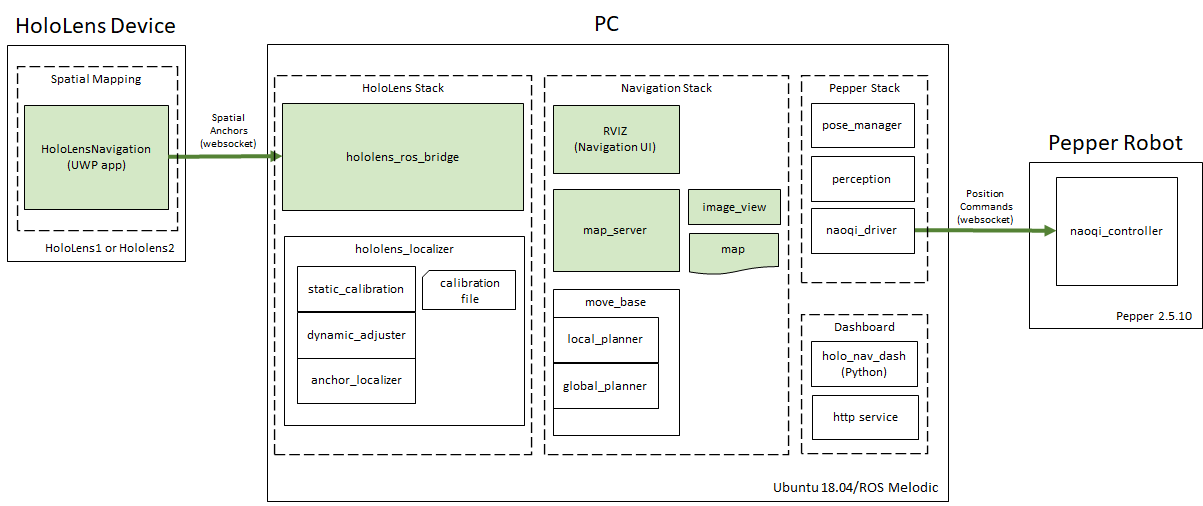 HoloLens Device
Spatial Mapping
HoloLensNavigation
(UWP app)
HoloLens1 or Hololens2
Spatial
Anchors
(websocket)
PC
HoloLens Stack
hololens_ros_bridge
hololens_localizer
static_calibration
calibration
file
dynamic_adjuster
anchor_localizer
Navigation Stack
RVIZ
(Navigation UI)
map_server
image_view
map
move_base
local_planner
global_planner
Pepper Stack
pose_manager
perception
naoqi_driver
Dashboard
holo_nav_dash
(Python)
http service
Ubuntu 18.04/ROS Melodic
Position
Commands
(websocket)
Pepper Robot
naoqi_controller
Pepper 2.5.10